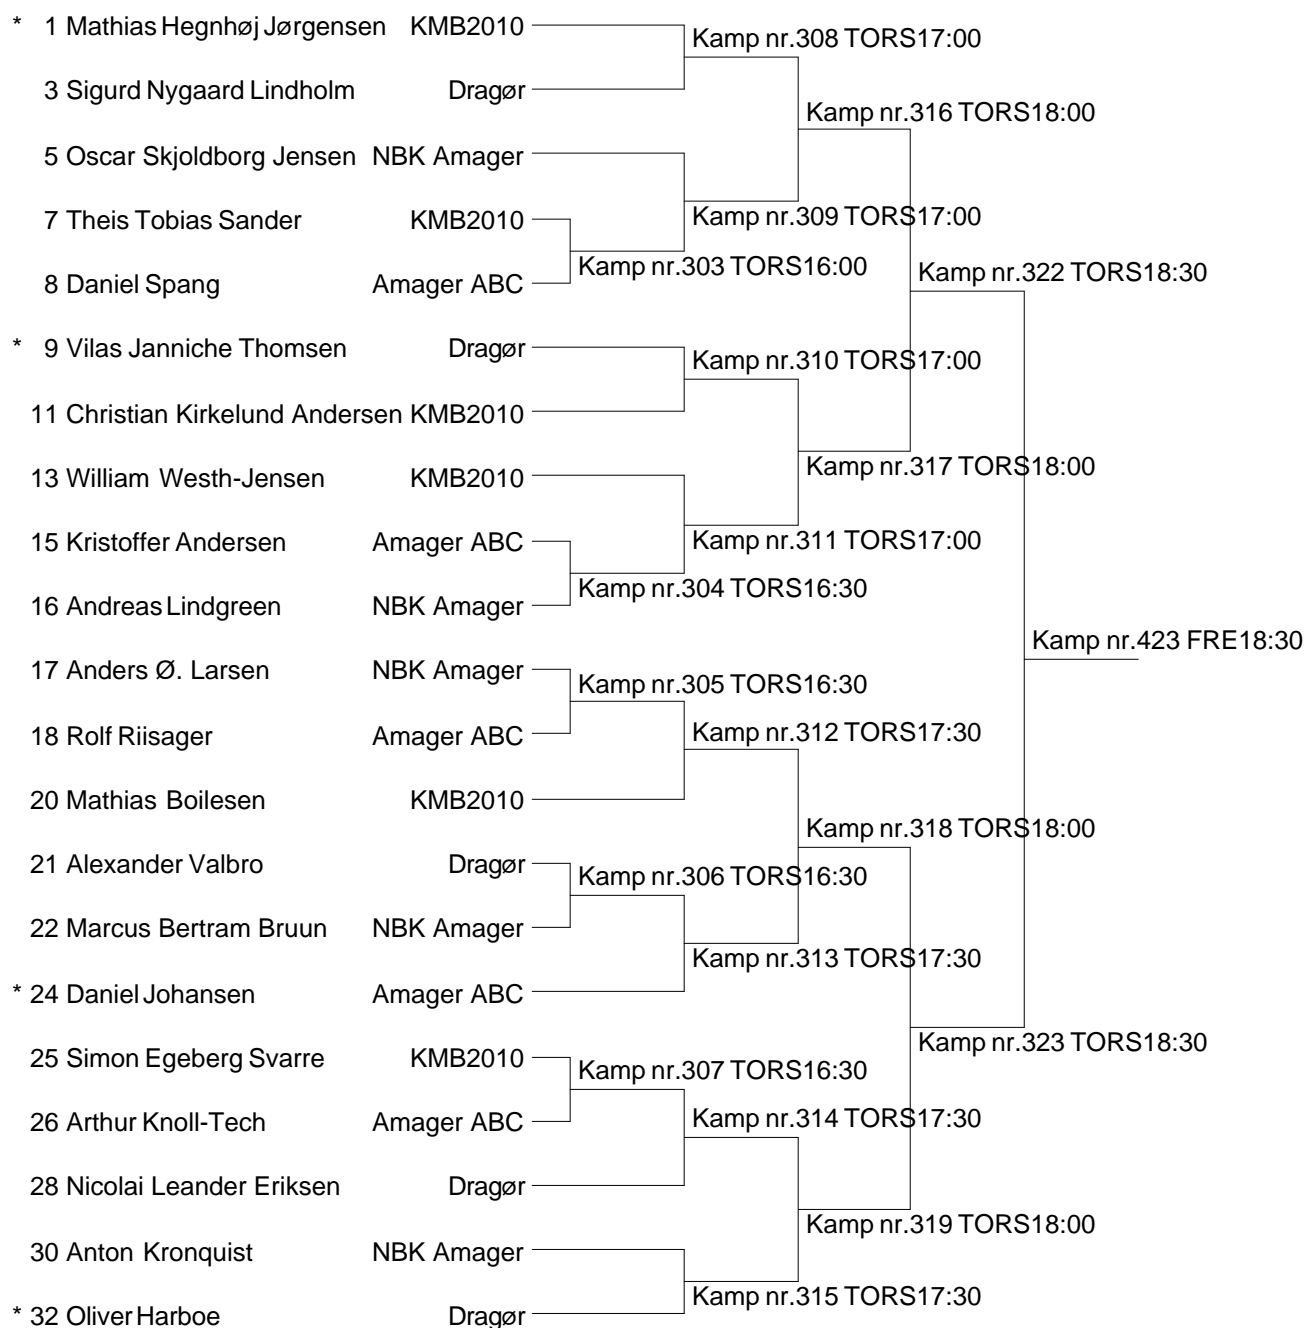 * 1 Mathias Hegnhøj Jørgensen KMB2010
Kamp nr.308 TORS17:00
3 Sigurd Nygaard Lindholm Dragør
Kamp nr.316 TORS18:00
5 Oscar Skjoldborg Jensen NBK Amager
7 Theis Tobias Sander KMB2010
Kamp nr.309 TORS17:00
Kamp nr.303 TORS16:00
Kamp nr.322 TORS18:30
8 Daniel Spang Amager ABC
* 9 Vilas Janniche Thomsen Dragør
Kamp nr.310 TORS17:00
11 Christian Kirkelund Andersen KMB2010
Kamp nr.317 TORS18:00
13 William Westh-Jensen KMB2010
15 Kristoffer Andersen Amager ABC
Kamp nr.311 TORS17:00
Kamp nr.304 TORS16:30
16 Andreas Lindgreen NBK Amager
Kamp nr.423 FRE18:30
17 Anders Ø. Larsen NBK Amager
Kamp nr.305 TORS16:30
18 Rolf Riisager Amager ABC
Kamp nr.312 TORS17:30
20 Mathias Boilesen KMB2010
Kamp nr.318 TORS18:00
21 Alexander Valbro Dragør
Kamp nr.306 TORS16:30
22 Marcus Bertram Bruun NBK Amager
Kamp nr.313 TORS17:30
* 24 Daniel Johansen Amager ABC
Kamp nr.323 TORS18:30
25 Simon Egeberg Svarre KMB2010
Kamp nr.307 TORS16:30
26 Arthur Knoll-Tech Amager ABC
Kamp nr.314 TORS17:30
28 Nicolai Leander Eriksen Dragør
Kamp nr.319 TORS18:00
30 Anton Kronquist NBK Amager
Kamp nr.315 TORS17:30
* 32 Oliver Harboe Dragør